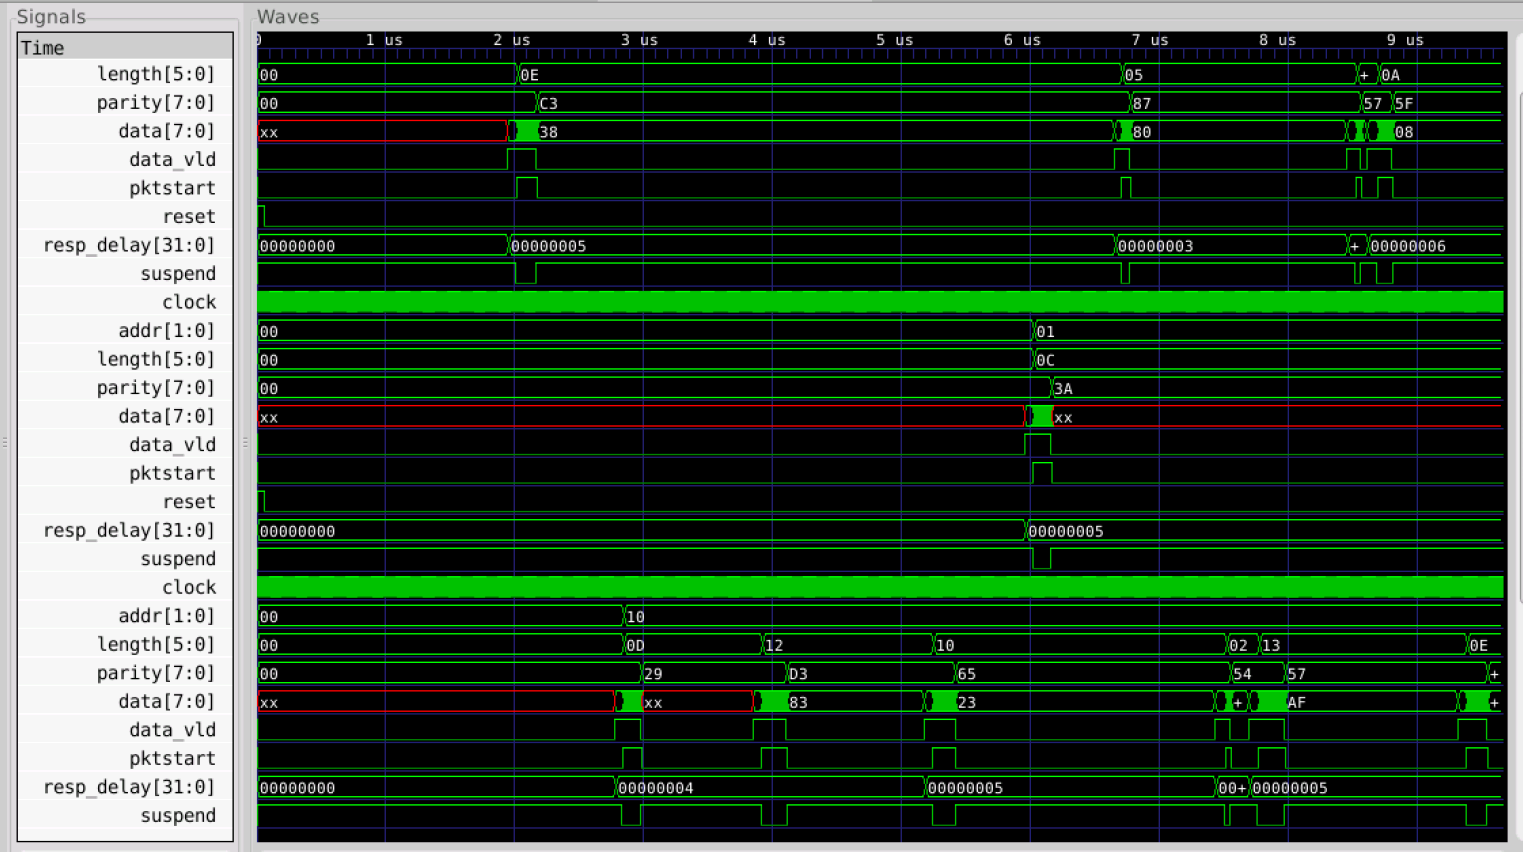 Signals Waves
Time 0 1 us 2 us 3 us 4 us 5 us 6 us 7 us 8 us 9 us
length[5:0] 00 0E 05 + 0A
parity[7:0] 00 C3 87 57 5F
data[7:0] xx 38 80 08
data_vld
pktstart
reset
resp_delay[31:0] 00000000 00000005 00000003 + 00000006
suspend
clock
addr[1:0] 00 01
length[5:0] 00 0C
parity[7:0] 00 3A
data[7:0] xx xx
data_vld
pktstart
reset
resp_delay[31:0] 00000000 00000005
suspend
clock
addr[1:0] 00 10
length[5:0] 00 0D 12 10 02 13 0E
parity[7:0] 00 29 D3 65 54 57 +
data[7:0] xx xx 83 23 + AF +
data_vld
pktstart
resp_delay[31:0] 00000000 00000004 00000005 00+ 00000005
suspend